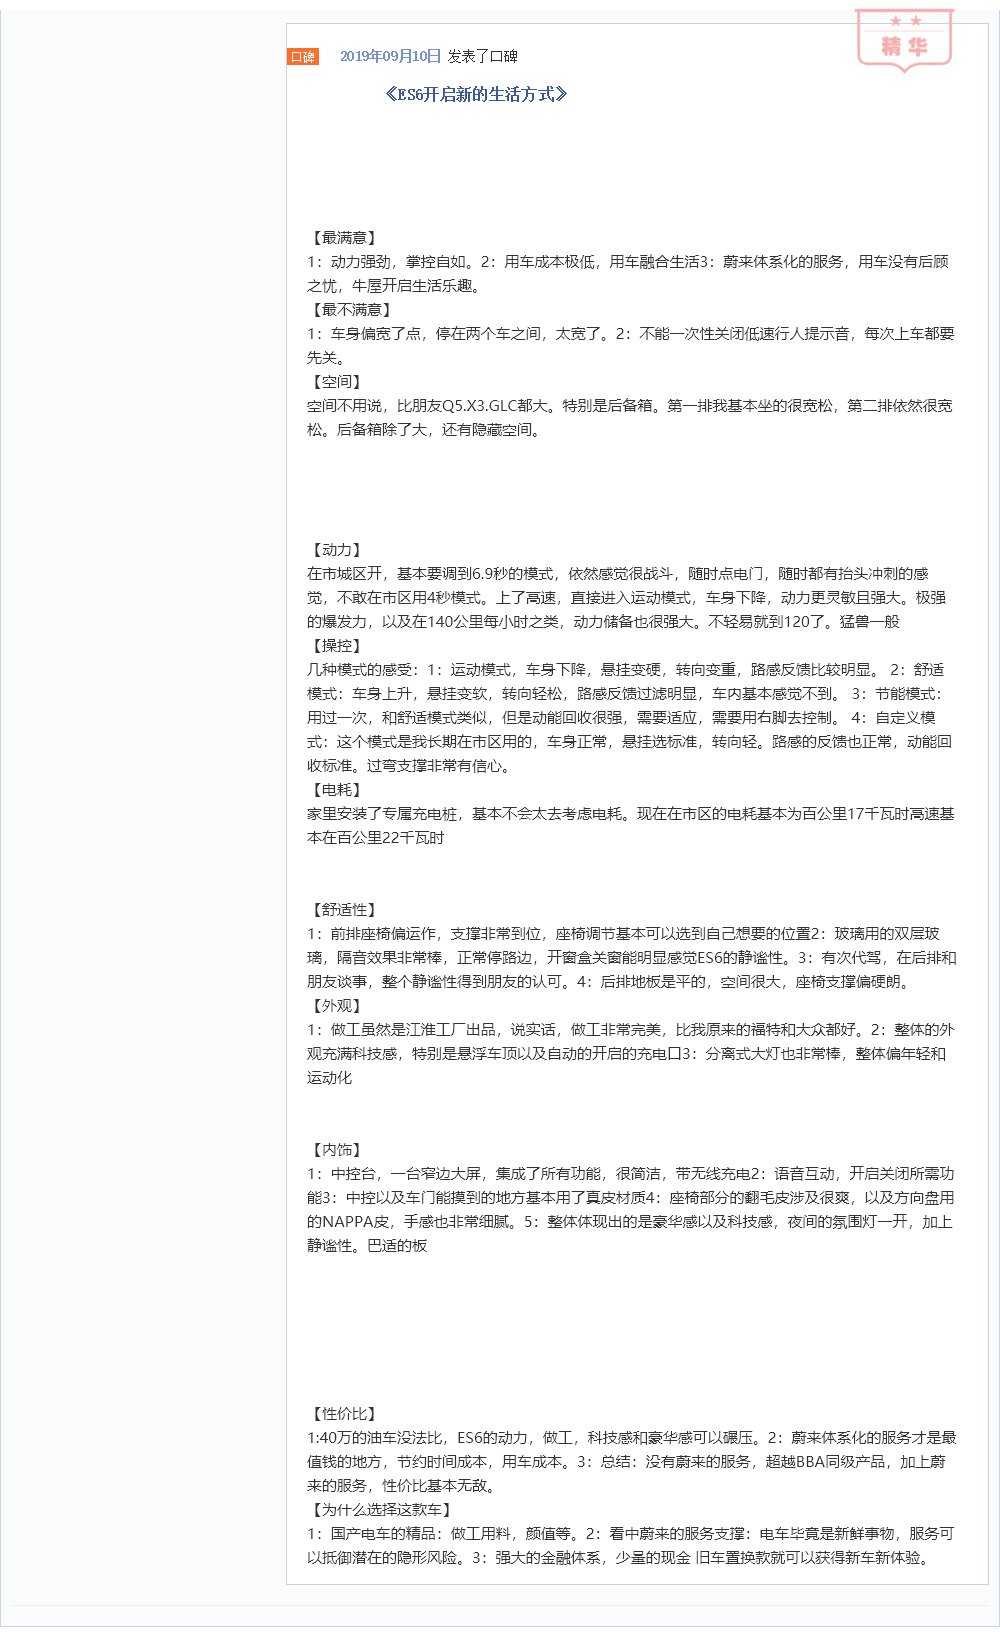 精华
口碑 2019年09月10日 发表了口碑
《ES6开启新的生活方式》
【最满意】
1：动力强劲，掌控自如。2：用车成本极低，用车融合生活3：蔚来体系化的服务，用车没有后顾
之忧，牛屋开启生活乐趣。
【最不满意】
1：车身偏宽了点，停在两个车之间，太宽了。2：不能一次性关闭低速行人提示音，每次上车都要
先关。
【空间】
空间不用说，比朋友Q5.X3.GLC都大。特别是后备箱。第一排我基本坐的很宽松，第二排依然很宽
松。后备箱除了大，还有隐藏空间。
【动力】
在市城区开，基本要调到6.9秒的模式，依然感觉很战斗，随时点电门，随时都有抬头冲刺的感
觉，不敢在市区用4秒模式。上了高速，直接进入运动模式，车身下降，动力更灵敏且强大。极强
的爆发力，以及在140公里每小时之类，动力储备也很强大。不轻易就到120了。猛兽一般
【操控】
几种模式的感受：1：运动模式，车身下降，悬挂变硬，转向变重，路感反馈比较明显。 2：舒适
模式：车身上升，悬挂变软，转向轻松，路感反馈过滤明显，车内基本感觉不到。 3：节能模式：
用过一次，和舒适模式类似，但是动能回收很强，需要适应，需要用右脚去控制。 4：自定义模
式：这个模式是我长期在市区用的，车身正常，悬挂选标准，转向轻。路感的反馈也正常，动能回
收标准。过弯支撑非常有信心。
【电耗】
家里安装了专属充电桩，基本不会太去考虑电耗。现在在市区的电耗基本为百公里17千瓦时高速基
本在百公里22千瓦时
【舒适性】
1：前排座椅偏运作，支撑非常到位，座椅调节基本可以选到自己想要的位置2：玻璃用的双层玻
璃，隔音效果非常棒，正常停路边，开窗盒关窗能明显感觉ES6的静谧性。3：有次代驾，在后排和
朋友谈事，整个静谧性得到朋友的认可。4：后排地板是平的，空间很大，座椅支撑偏硬朗。
【外观】
1：做工虽然是江淮工厂出品，说实话，做工非常完美，比我原来的福特和大众都好。2：整体的外
观充满科技感，特别是悬浮车顶以及自动的开启的充电口3：分离式大灯也非常棒，整体偏年轻和
运动化
【内饰】
1：中控台，一台窄边大屏，集成了所有功能，很简洁，带无线充电2：语音互动，开启关闭所需功
能3：中控以及车门能摸到的地方基本用了真皮材质4：座椅部分的翻毛皮涉及很爽，以及方向盘用
的NAPPA皮，手感也非常细腻。5：整体体现出的是豪华感以及科技感，夜间的氛围灯一开，加上
静谧性。巴适的板
【性价比】
1:40万的油车没法比，ES6的动力，做工，科技感和豪华感可以碾压。2：蔚来体系化的服务才是最
值钱的地方，节约时间成本，用车成本。3：总结：没有蔚来的服务，超越BBA同级产品，加上蔚
来的服务，性价比基本无敌。
【为什么选择这款车】
1：国产电车的精品：做工用料，颜值等。2：看中蔚来的服务支撑：电车毕竟是新鲜事物，服务可
以抵御潜在的隐形风险。3：强大的金融体系，少量的现金 旧车置换款就可以获得新车新体验。